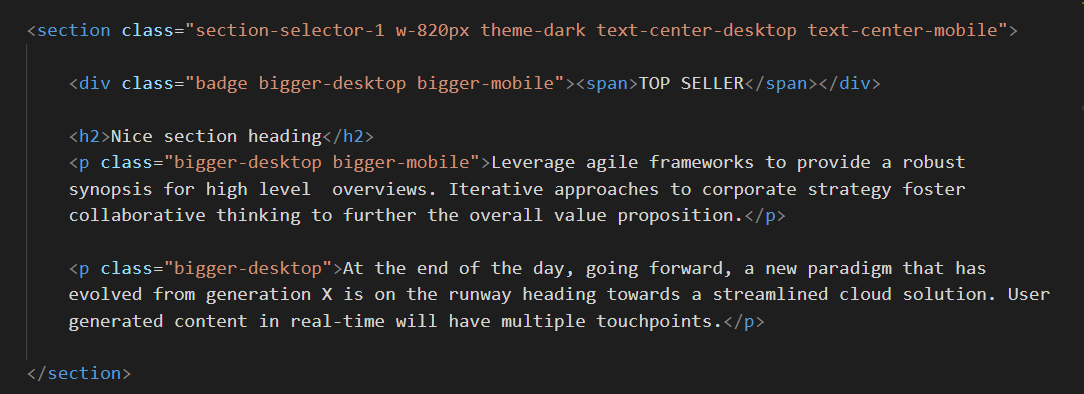 <section class="section-selector-1 w-820px theme-dark text-center-desktop text-center-mobile">
<div class="badge bigger-desktop bigger-mobile"><span>TOP SELLER</span></div>
<h2>Nice section heading</h2>
<p class="bigger-desktop bigger-mobile">Leverage agile frameworks to provide a robust
synopsis for high level  overviews. Iterative approaches to corporate strategy foster
collaborative thinking to further the overall value proposition.</p>
<p class="bigger-desktop">At the end of the day, going forward, a new paradigm that has
evolved from generation X is on the runway heading towards a streamlined cloud solution. User
generated content in real-time will have multiple touchpoints.</p>
</section>